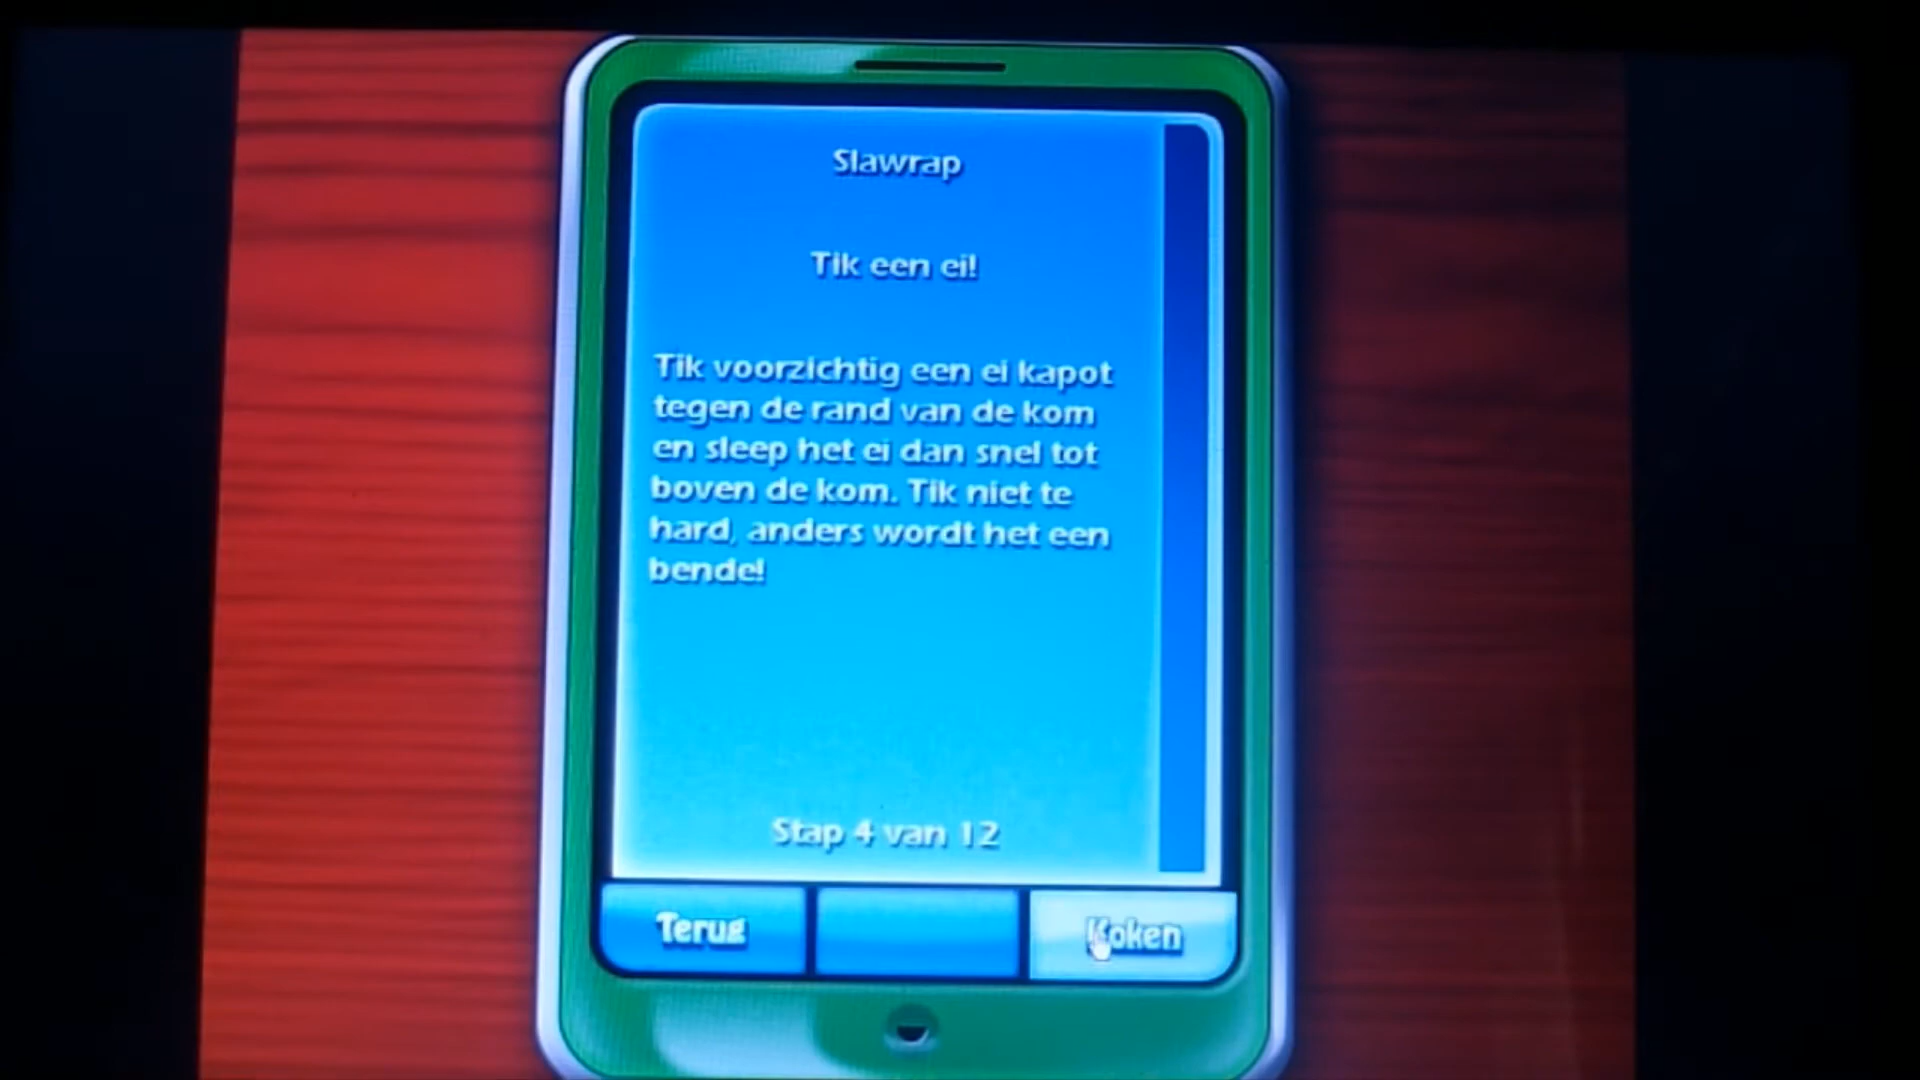 Slawrap
Tik een ei!
Tik voorzichtig een ei kapot
tegen de rand van de kom
en sleep het ei dan snel tot
boven de kom. Tik niet te
hard, anders wordt het een
bende!
Stap 4 van 12
Terug
Koken